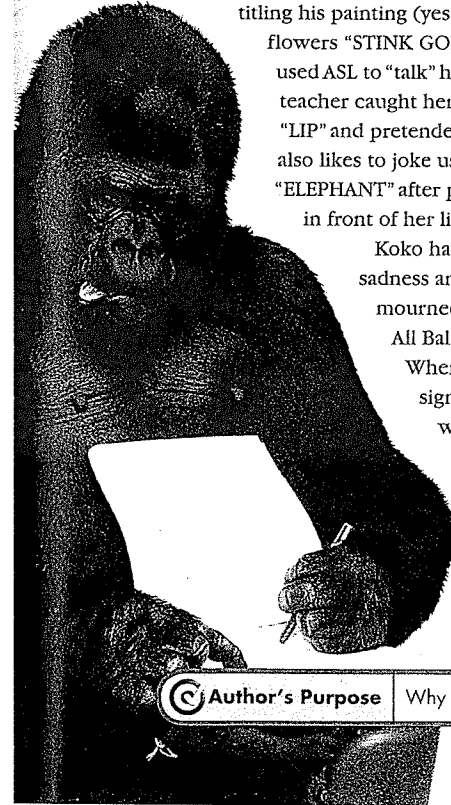 titling his painting (yes
flowers “STINK GO
used ASL to “talk” h
teacher caught her
“LIP” and pretende
also likes to joke us
“ELEPHANT” after p
in front of her li
Koko ha
sadness an
mourned
All Bal
When
sign
w
Author's Purpose | Why